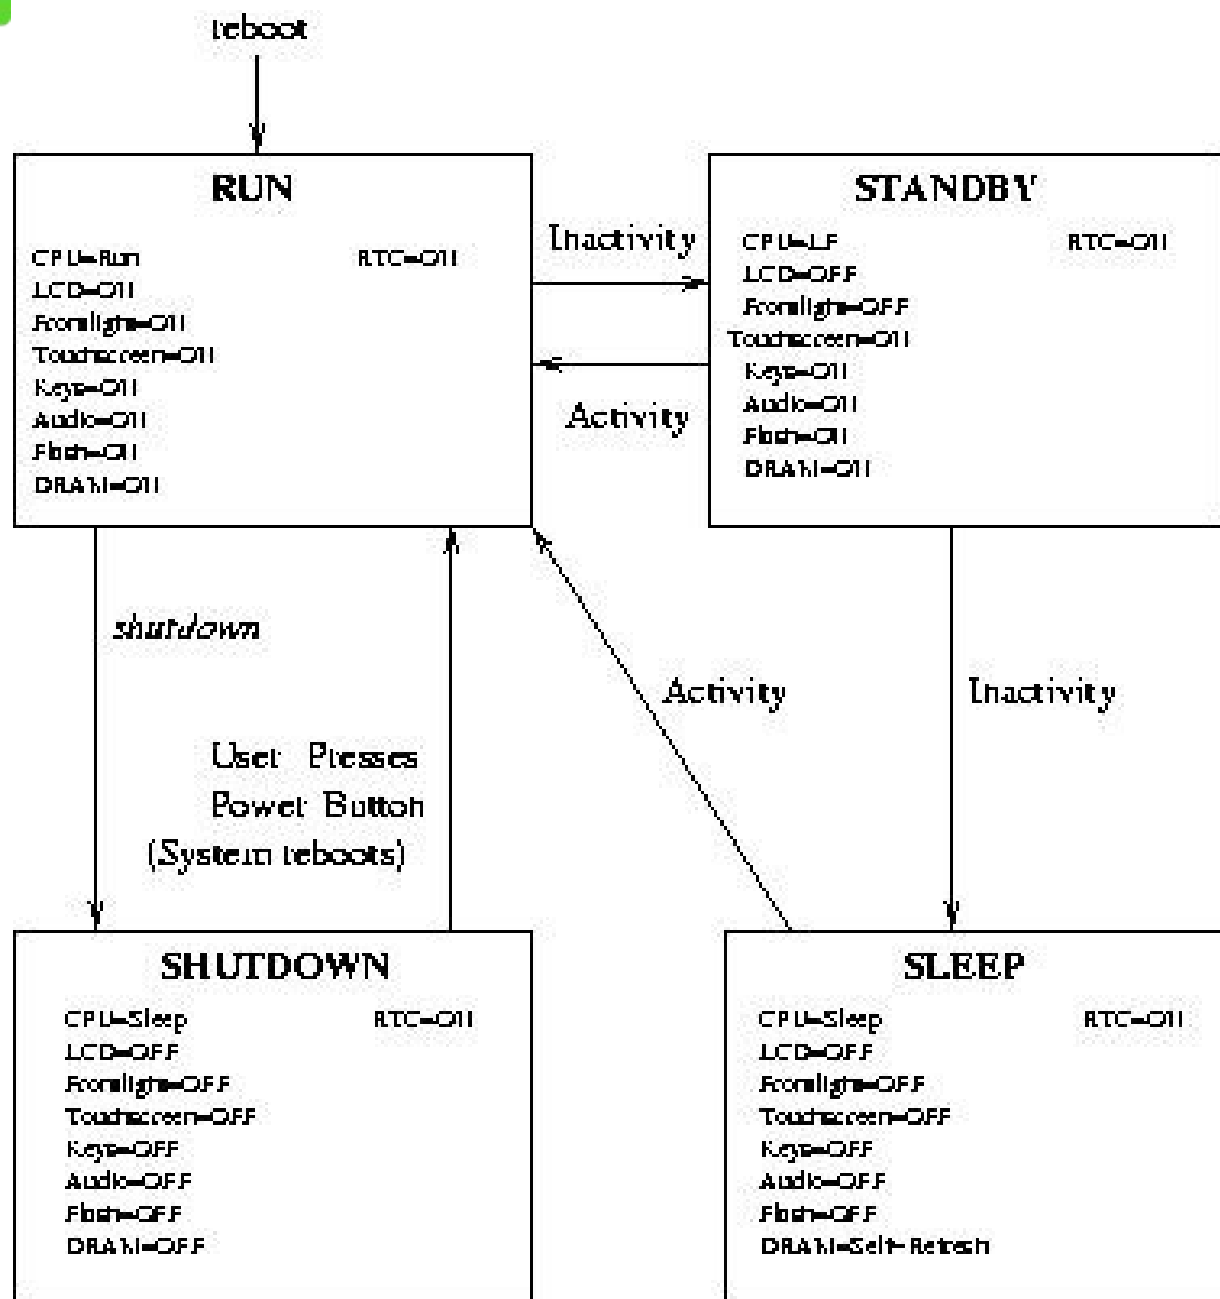 reboot
RUN
CPU=Run RTC=On
LCD=On
Frontlight=On
Touchscreen=On
Keys=On
Audio=On
Flash=On
DRAM=On
Inactivity
Activity
STANDBY
CPU=LF RTC=On
LCD=OFF
Frontlight=OFF
Touchscreen=On
Keys=On
Audio=On
Flash=On
DRAM=On
shutdown
User Presses
Power Button
(System reboots)
Activity
Inactivity
SHUTDOWN
CPU=Sleep RTC=On
LCD=OFF
Frontlight=OFF
Touchscreen=OFF
Keys=OFF
Audio=OFF
Flash=OFF
DRAM=OFF
SLEEP
CPU=Sleep RTC=On
LCD=OFF
Frontlight=OFF
Touchscreen=OFF
Keys=OFF
Audio=OFF
Flash=OFF
DRAM=Self-Refresh